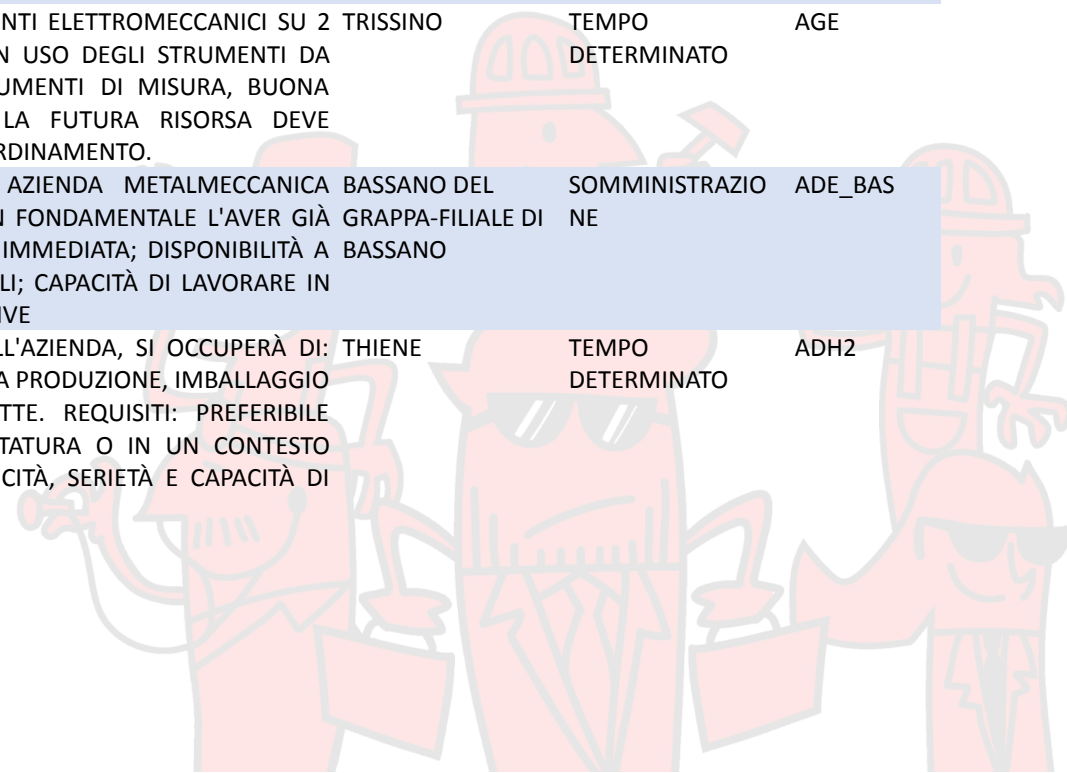 NTI ELETTROMECCANICI SU 2 TRISSINO TEMPO AGE
N USO DEGLI STRUMENTI DA DETERMINATO
UMENTI DI MISURA, BUONA
LA FUTURA RISORSA DEVE
RDINAMENTO.
AZIENDA METALMECCANICA BASSANO DEL SOMMINISTRAZIO ADE_BAS
N FONDAMENTALE L'AVER GIÀ GRAPPA-FILIALE DI NE
IMMEDIATA; DISPONIBILITÀ A BASSANO
LI; CAPACITÀ DI LAVORARE IN
IVE
LL'AZIENDA, SI OCCUPERÀ DI: THIENE TEMPO ADH2
A PRODUZIONE, IMBALLAGGIO DETERMINATO
TTE. REQUISITI: PREFERIBILE
TATURA O IN UN CONTESTO
CITÀ, SERIETÀ E CAPACITÀ DI